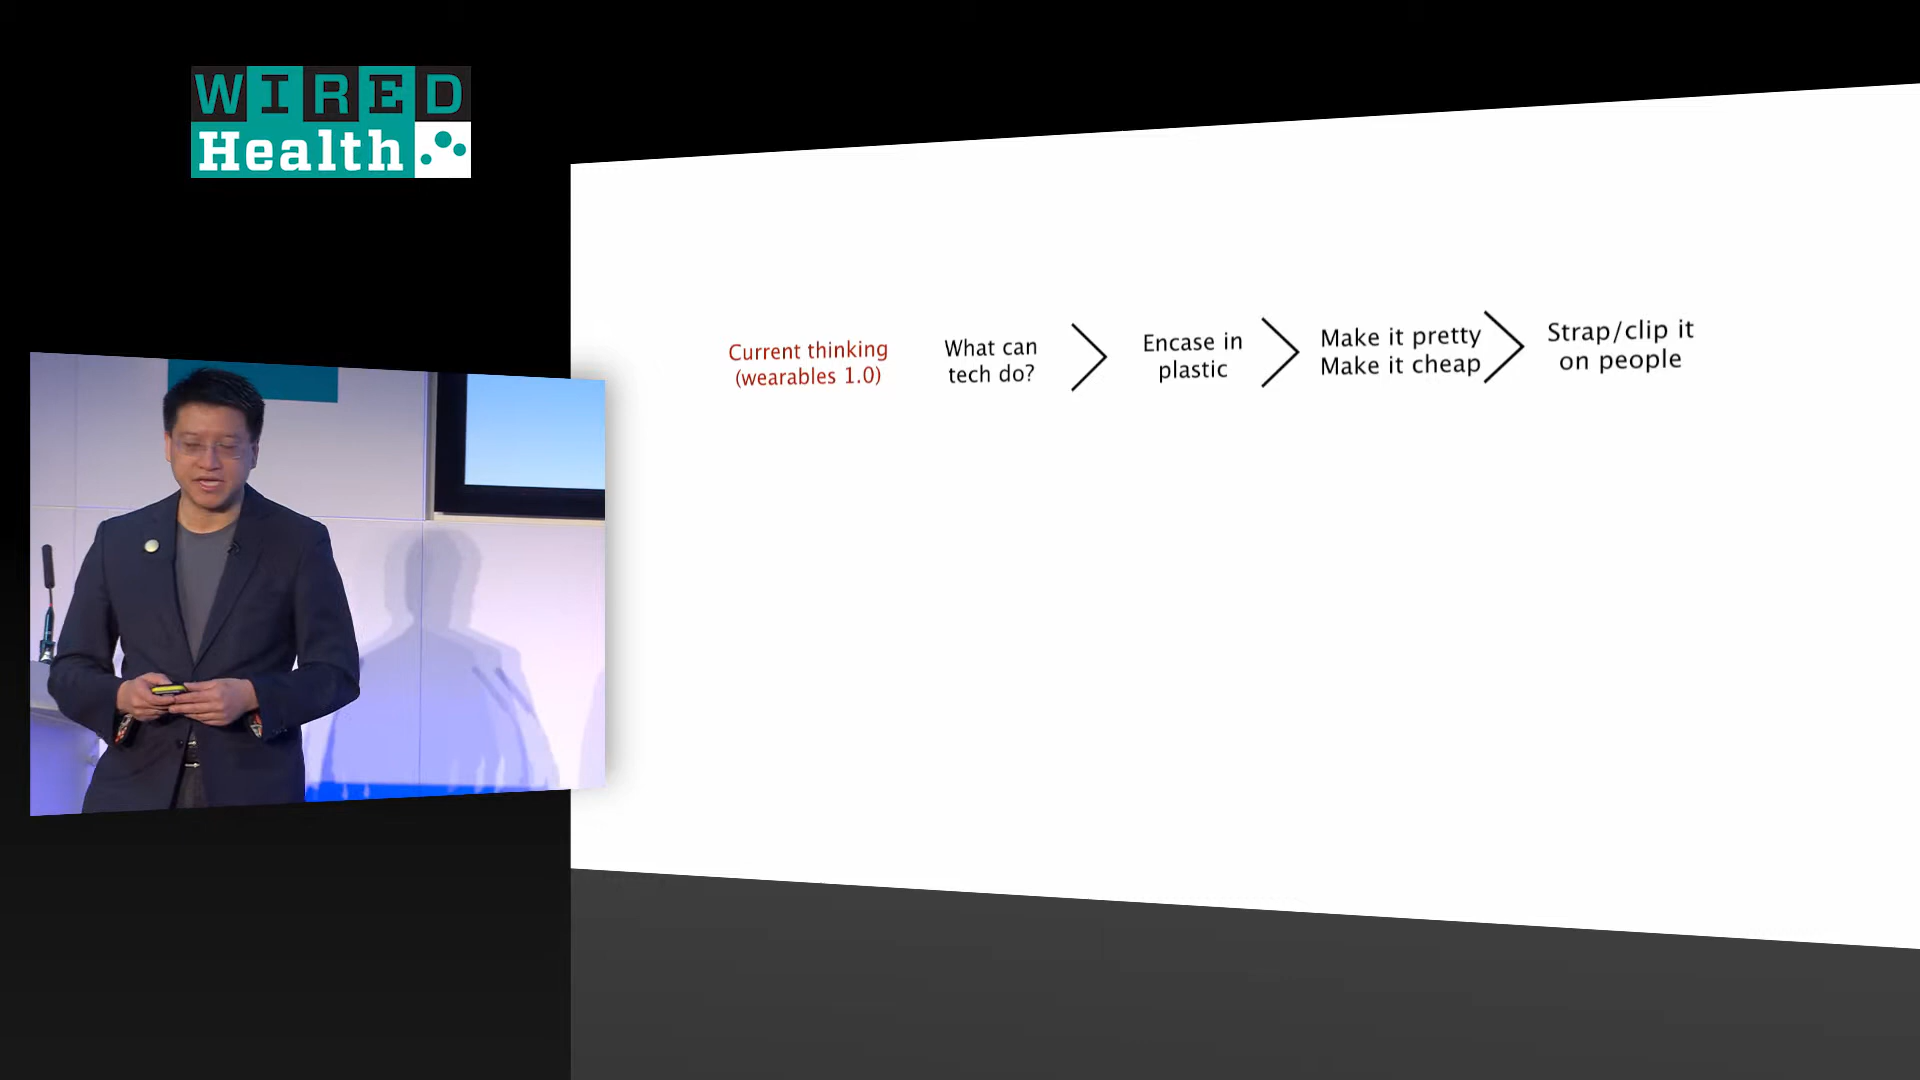 WIRED
Health
Current thinking
(wearables 1.0)
What can
tech do?
Encase in
plastic
Make it pretty
Make it cheap
Strap/clip it
on people